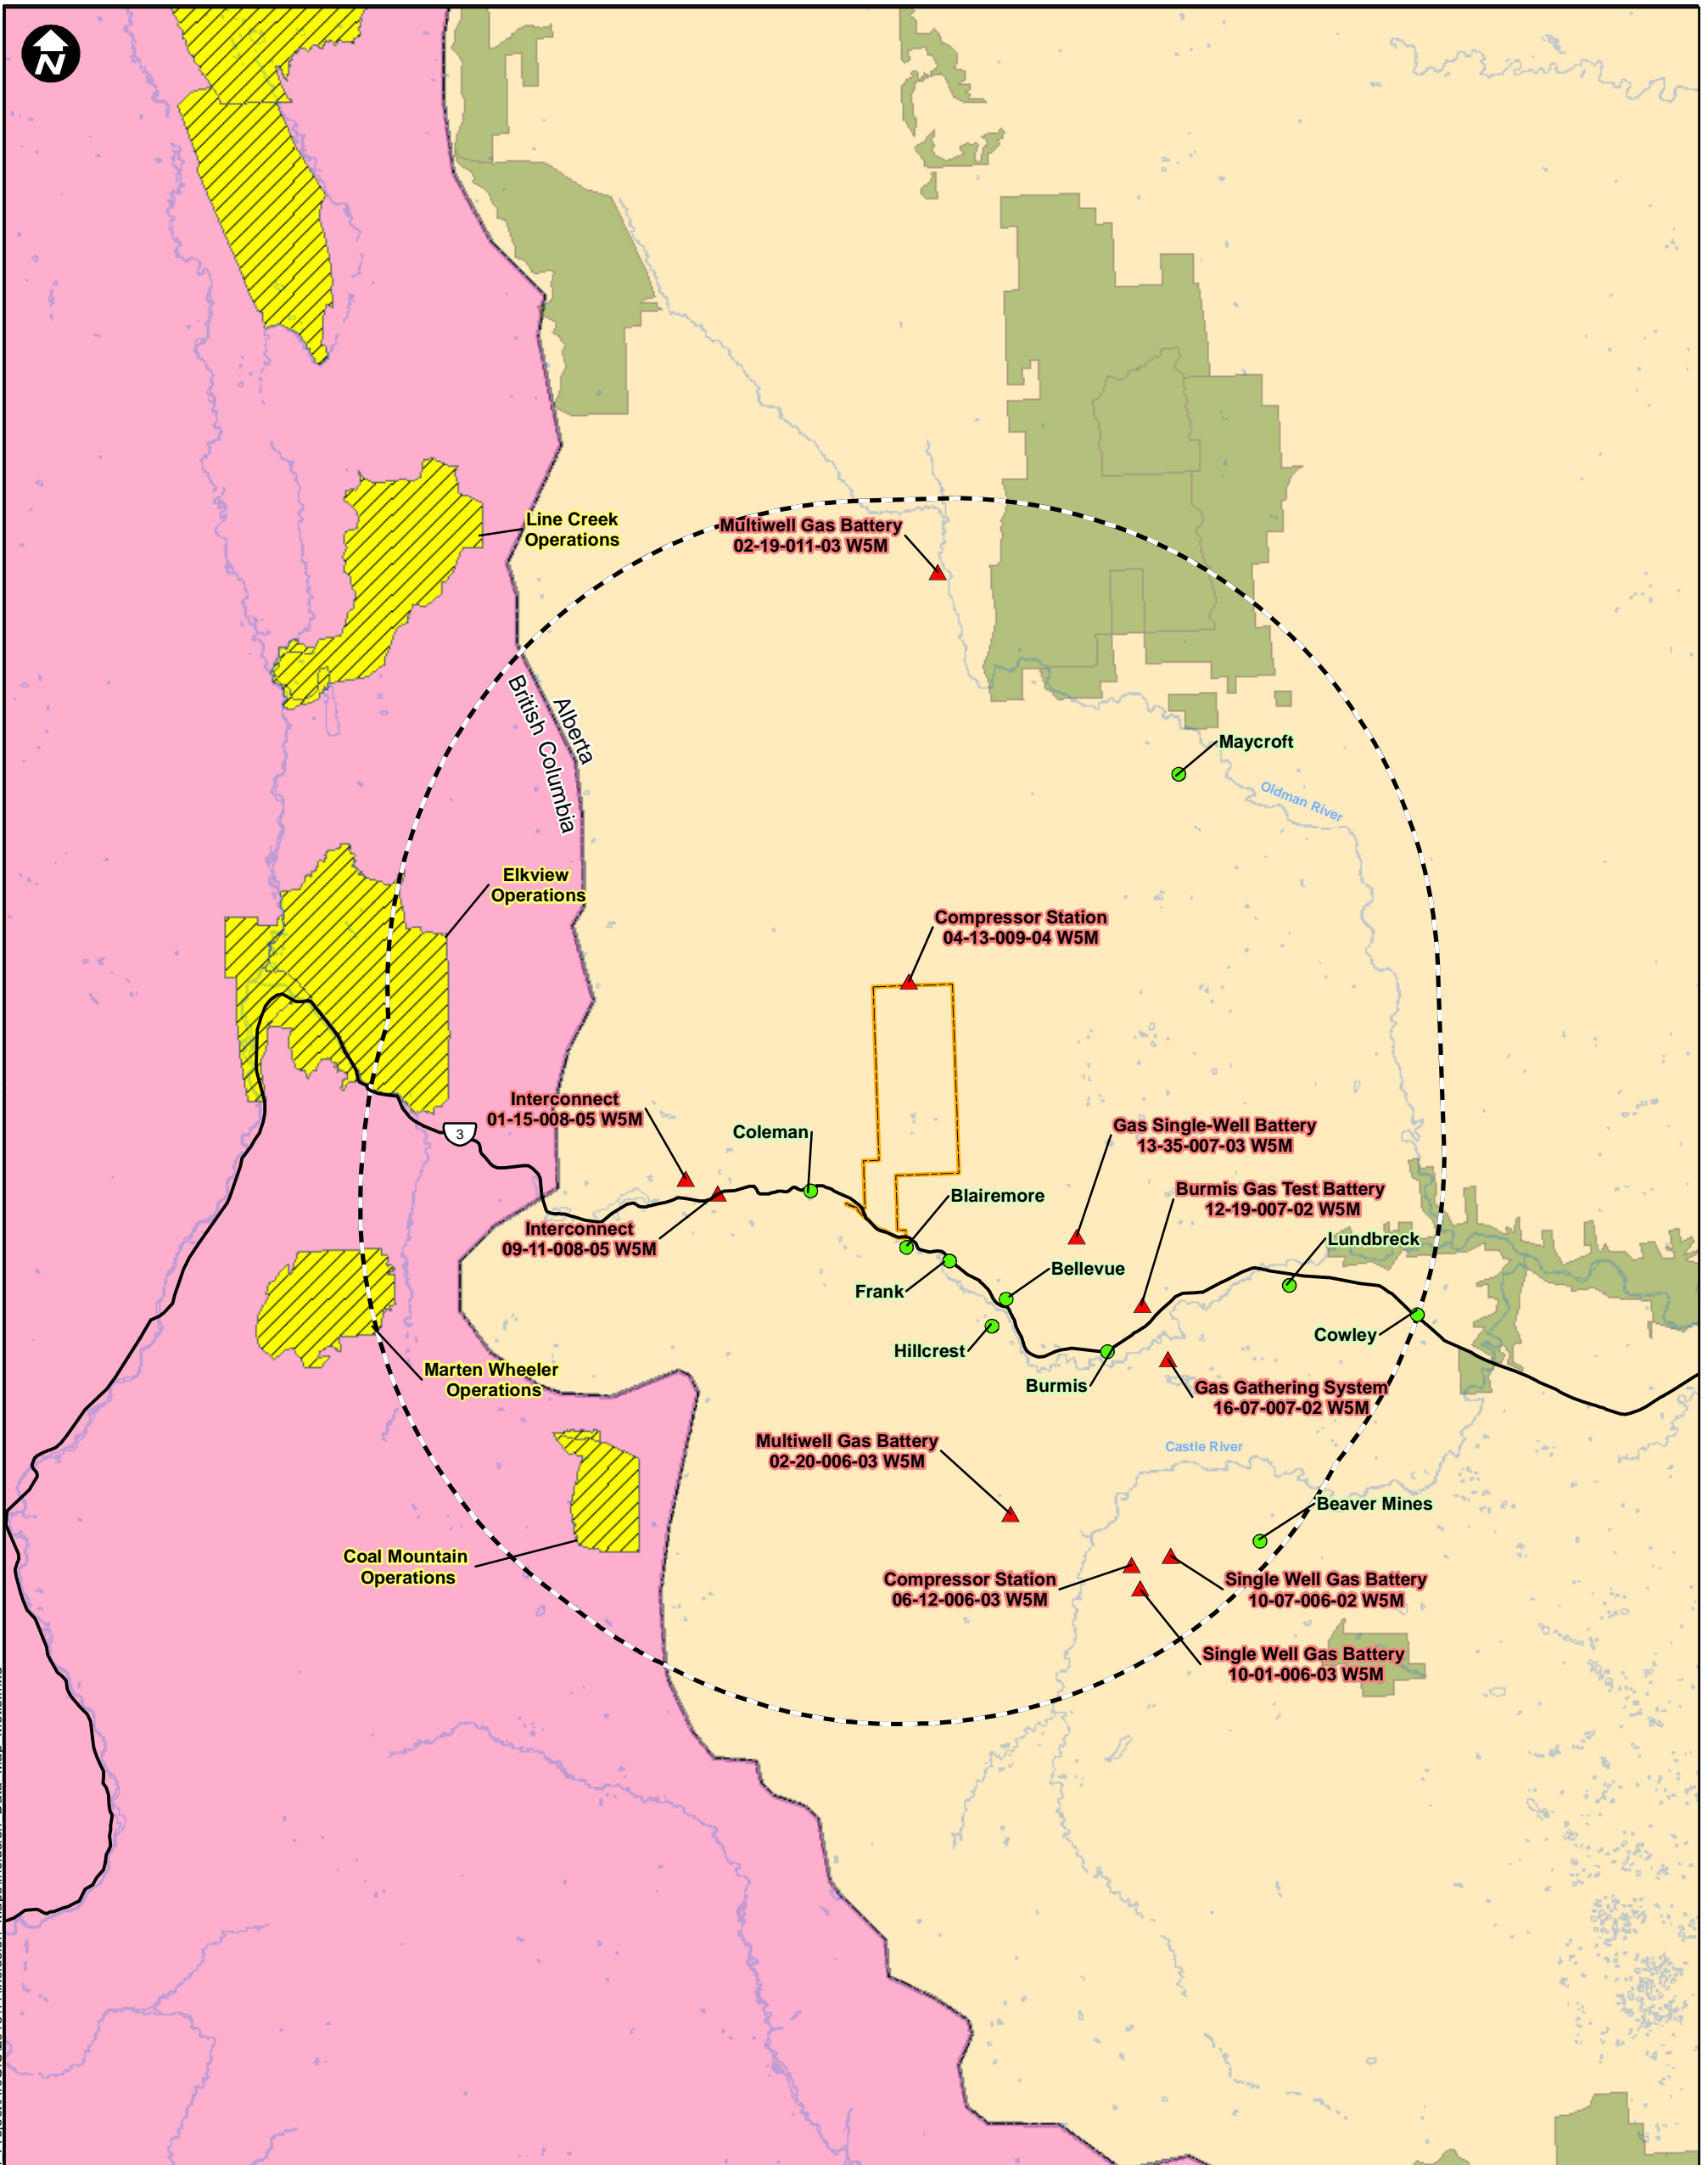 N
Line Creek
Operations
Multiwell Gas Battery
02-19-011-03 W5M
Alberta
British Columbia
Maycroft
Oldman River
Elkview
Operations
Compressor Station
04-13-009-04 W5M
Interconnect
01-15-008-05 W5M
3
Coleman
Gas Single-Well Battery
13-35-007-03 W5M
Blairemore
Burmis Gas Test Battery
12-19-007-02 W5M
Interconnect
09-11-008-05 W5M
Lundbreck
Bellevue
Frank
Cowley
Hillcrest
Marten Wheeler
Operations
Burmis
Gas Gathering System
16-07-007-02 W5M
Multiwell Gas Battery
02-20-006-03 W5M
Castle River
Beaver Mines
Coal Mountain
Operations
Compressor Station
06-12-006-03 W5M
Single Well Gas Battery
10-07-006-02 W5M
Single Well Gas Battery
10-01-006-03 W5M